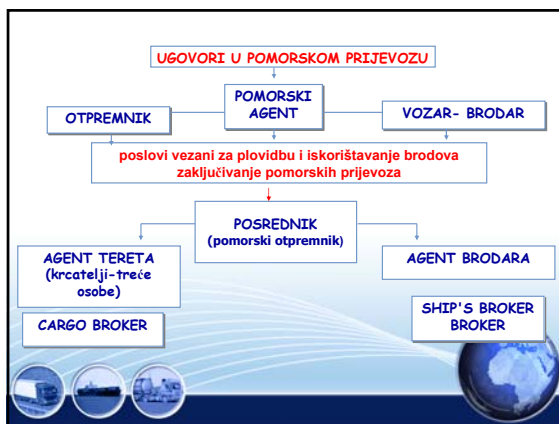 UGOVORI U POMORSKOM PRIJEVOZU
OTPREMNIK
POMORSKI
AGENT
VOZAR- BRODAR
poslovi vezani za plovidbu i iskorištavanje brodova
zaključivanje pomorskih prijevoza
POSREDNIK
(pomorski otpremnik)
AGENT TERETA
(krcatelji-treće
osobe)
AGENT BRODARA
CARGO BROKER
SHIP'S BROKER
BROKER